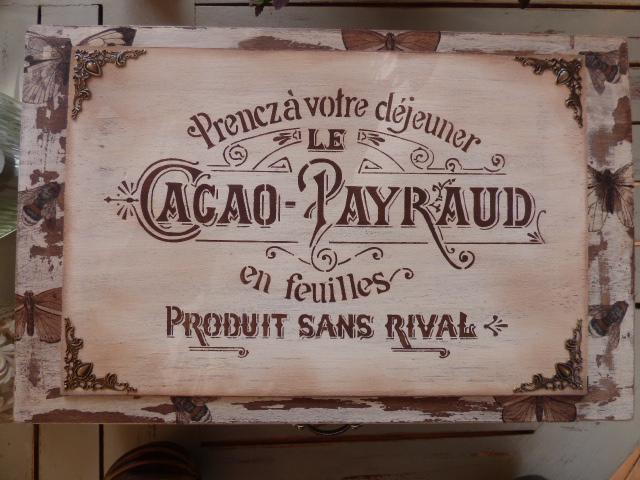 Prencz à votre déjeuner
LE
CACAO-PAYRAUD
en feuilles
PRODUIT SANS RIVAL